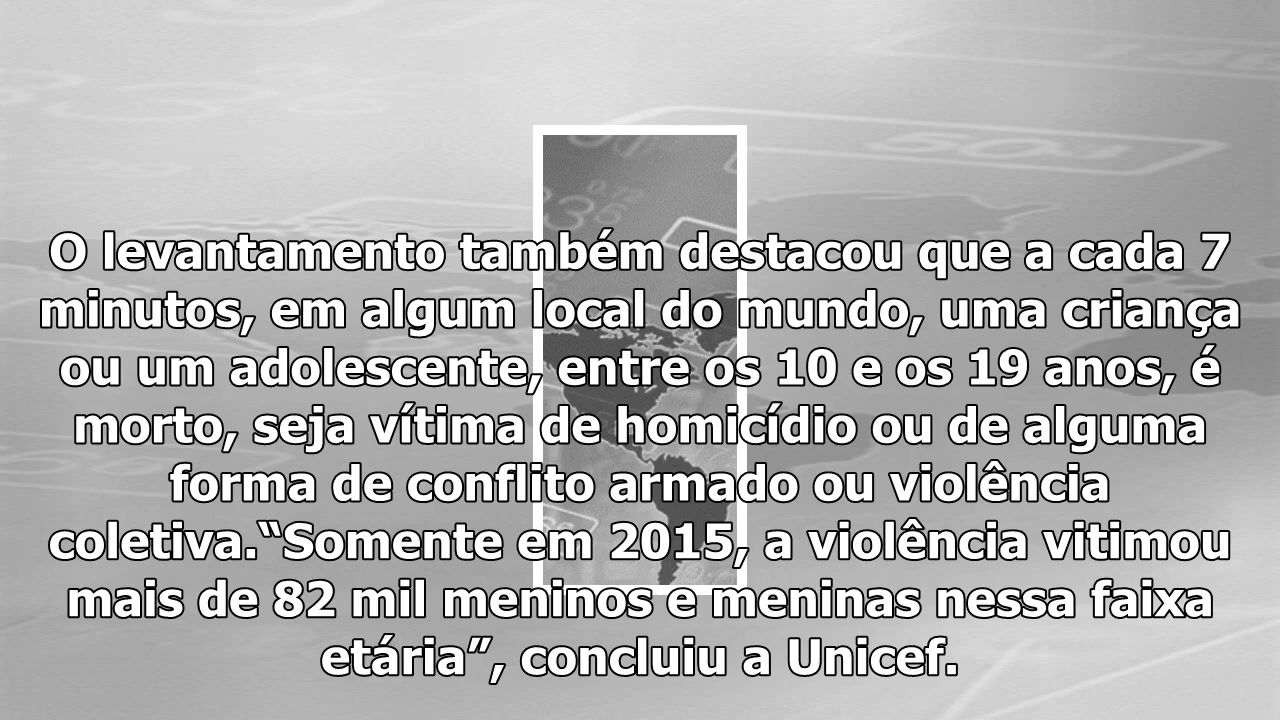 O levantamento também destacou que a cada 7
minutos, em algum local do mundo, uma criança
ou um adolescente, entre os 10 e os 19 anos, é
morto, seja vítima de homicídio ou de alguma
forma de conflito armado ou violência
coletiva.“Somente em 2015, a violência vitimou
mais de 82 mil meninos e meninas nessa faixa
etária”, concluiu a Unicef.